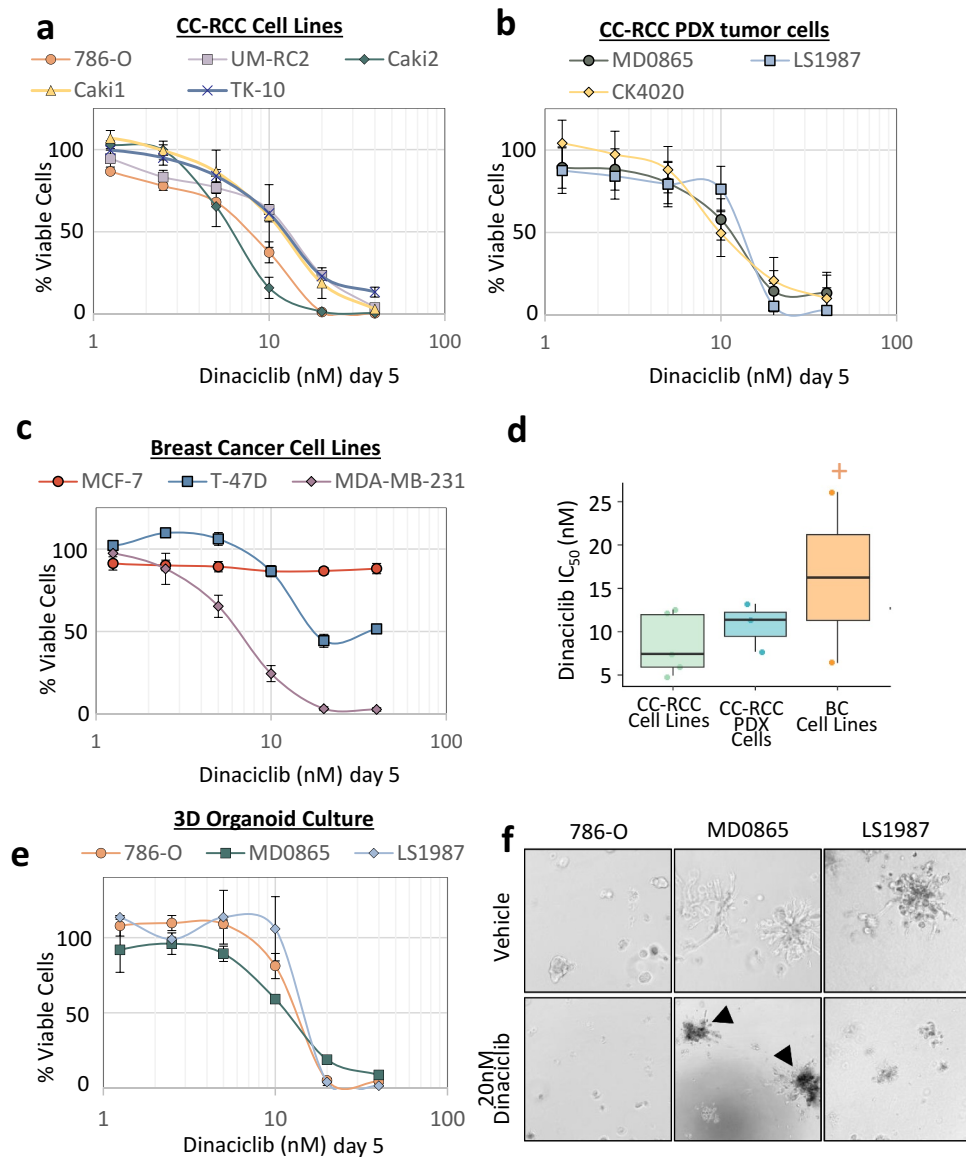 a
CC-RCC Cell Lines
786-O UM-RC2 Caki2
Caki1 TK-10
% Viable Cells
100
50
0
1 10 100
Dinaciclib (nM) day 5
b
CC-RCC PDX tumor cells
MD0865 LS1987
CK4020
% Viable Cells
100
50
0
1 10 100
Dinaciclib (nM) day 5
c
Breast Cancer Cell Lines
MCF-7 T-47D MDA-MB-231
% Viable Cells
100
50
0
1 10 100
Dinaciclib (nM) day 5
d
+
Dinaciclib IC50 (nM)
25
20
15
10
5
CC-RCC
Cell Lines
CC-RCC
PDX
Cells
BC
Cell Lines
e
3D Organoid Culture
786-O MD0865 LS1987
% Viable Cells
100
50
0
1 10 100
Dinaciclib (nM) day 5
f
786-O MD0865 LS1987
Vehicle
20nM
Dinaciclib